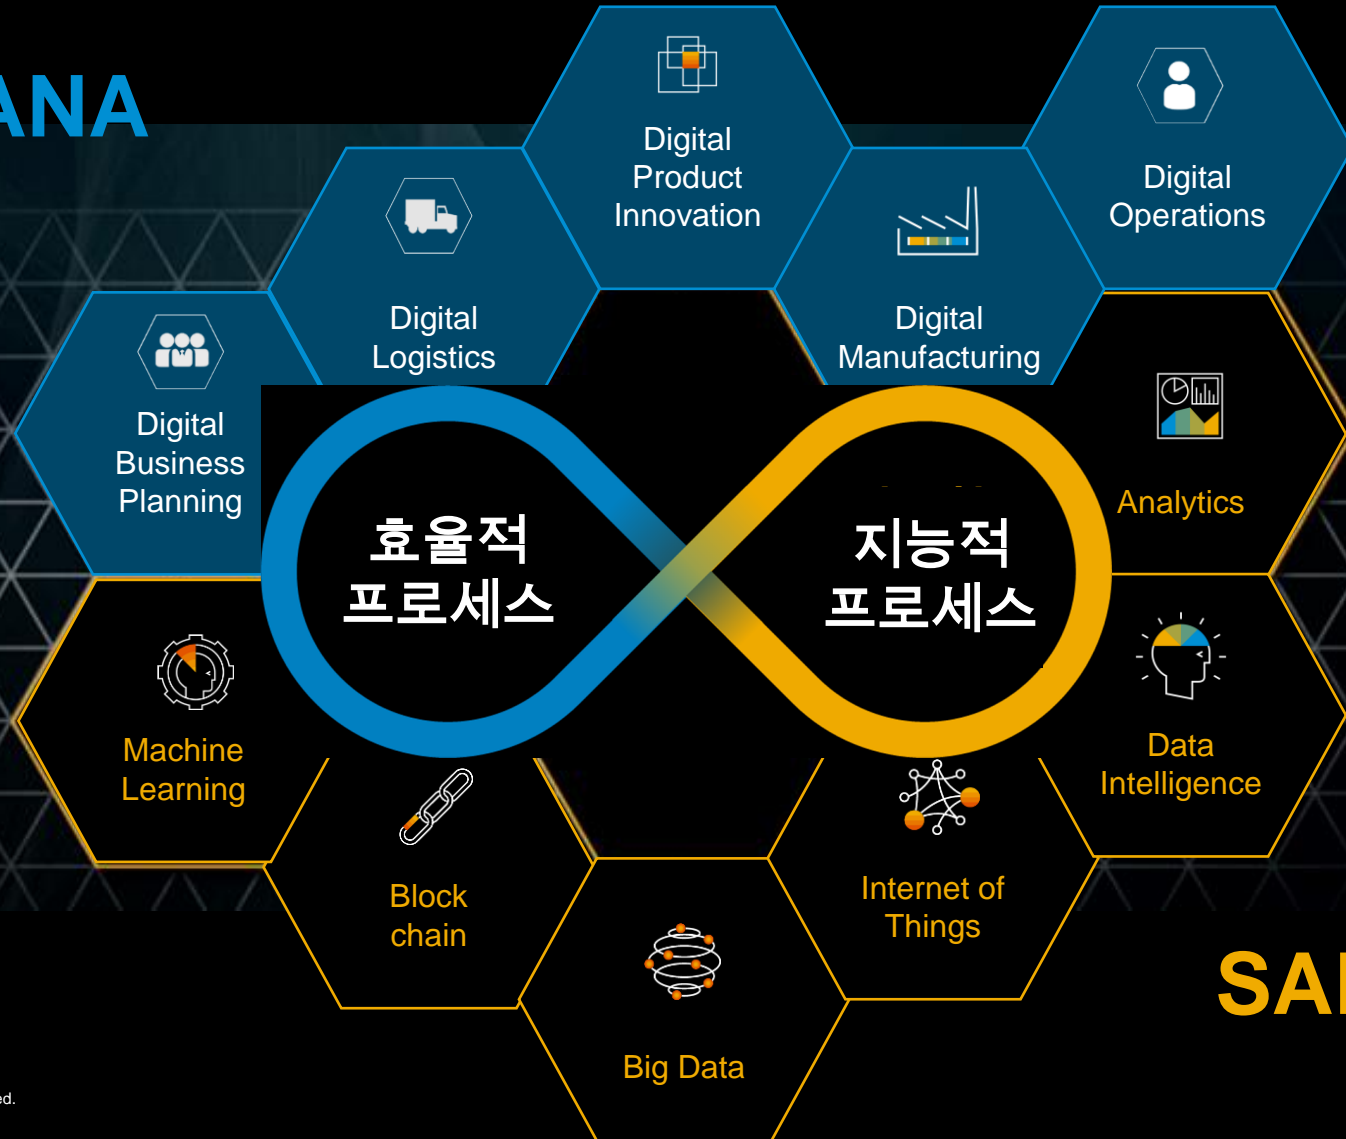 ANA
Digital
Product
Innovation
Digital
Operations
Digital
Logistics
Digital
Manufacturing
Digital
Business
Planning
Analytics
효율적
프로세스
지능적
프로세스
Machine
Learning
Data
Intelligence
Block
chain
Internet of
Things
Big Data
SA
ed.